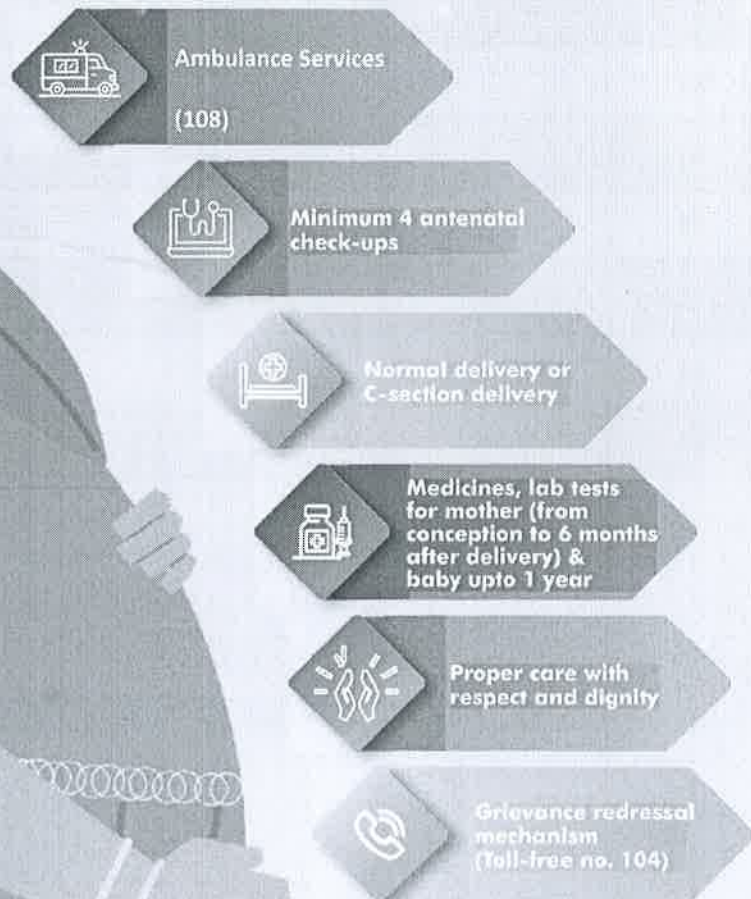 Ambulance Services
(108)
Minimum 4 antenatal
check-ups
Normal delivery or
C-section delivery
Medicines, lab tests
for mother (from
conception to 6 months
after delivery) &
baby upto 1 year
Proper care with
respect and dignity
Grievance redressal
mechanism
(Toll-free no. 104)